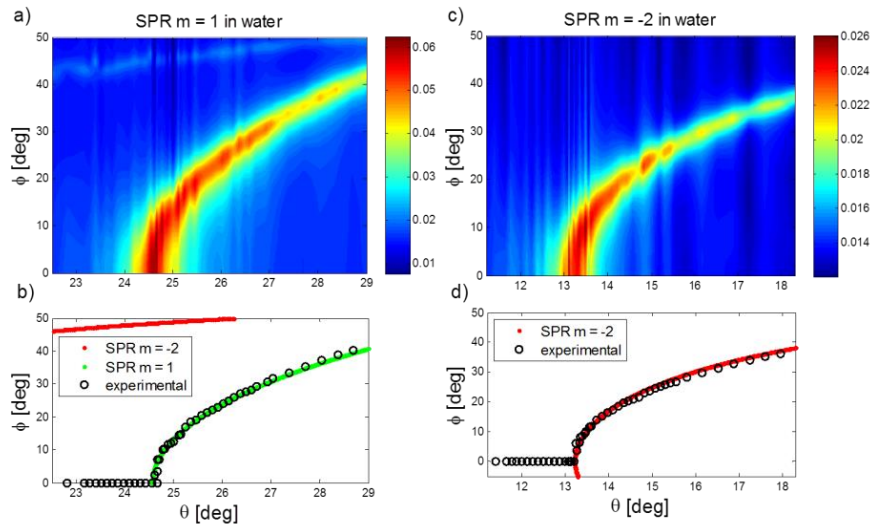 a)
SPR m = 1 in water
50
40
30
20
10
0
ϕ [deg]
23 24 25 26 27 28 29
0.06
0.05
0.04
0.03
0.02
0.01
c)
SPR m = -2 in water
50
40
30
20
10
0
ϕ [deg]
12 13 14 15 16 17 18
0.026
0.024
0.022
0.020
0.018
0.016
0.014
b)
50
40
30
20
10
0
ϕ [deg]
SPR m = -2
SPR m = 1
experimental
23 24 25 26 27 28 29
θ [deg]
d)
50
40
30
20
10
0
ϕ [deg]
SPR m = -2
experimental
12 13 14 15 16 17 18
θ [deg]